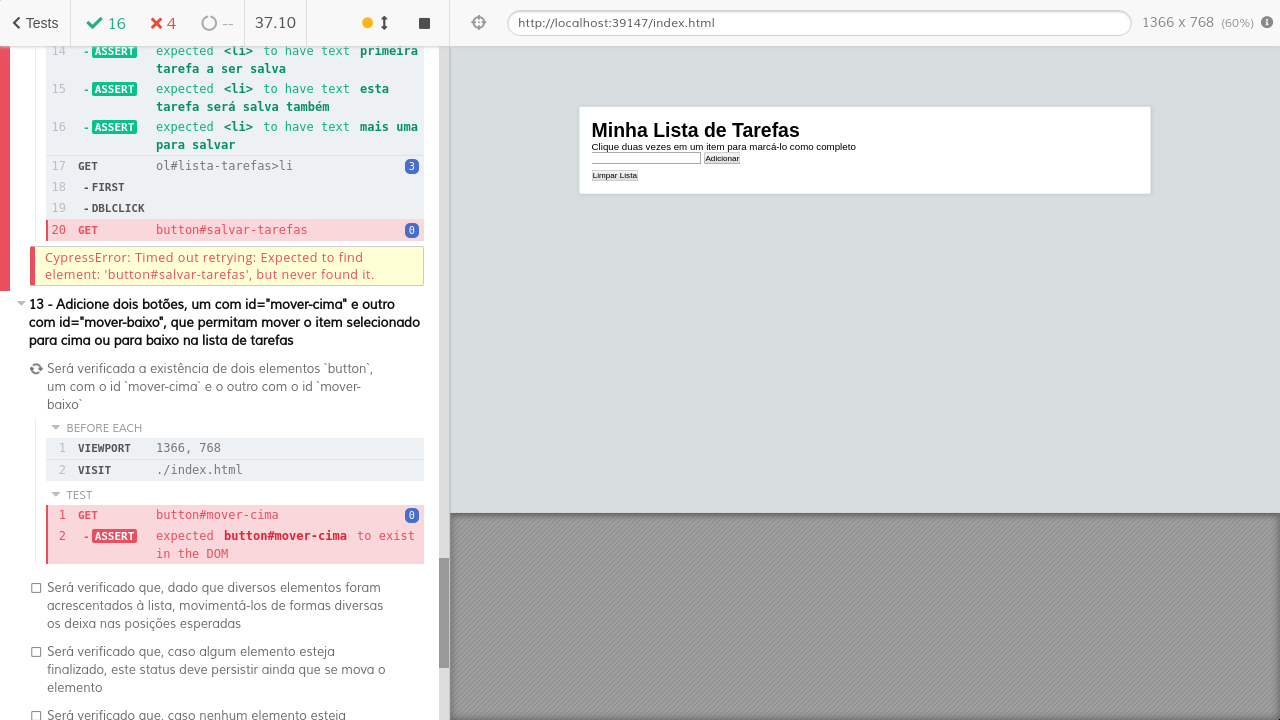 Tests 16 4 -- 37.10
http://localhost:39147/index.html 1366 x 768 (60%)
14 - ASSERT expected <li> to have text primeira
tarefa a ser salva
15 - ASSERT expected <li> to have text esta
tarefa será salva também
16 - ASSERT expected <li> to have text mais uma
para salvar
17 GET ol#lista-tarefas>li 3
18 - FIRST
19 - DBLCLICK
20 GET button#salvar-tarefas 0
CypressError: Timed out retrying: Expected to find
element: 'button#salvar-tarefas', but never found it.
13 - Adicione dois botões, um com id="mover-cima" e outro
com id="mover-baixo", que permitam mover o item selecionado
para cima ou para baixo na lista de tarefas
Será verificada a existência de dois elementos `button`,
um com o id `mover-cima` e o outro com o id `mover-
baixo`
BEFORE EACH
1 VIEWPORT 1366, 768
2 VISIT ./index.html
TEST
1 GET button#mover-cima 0
2 - ASSERT expected button#mover-cima to exist
in the DOM
Será verificado que, dado que diversos elementos foram
acrescentados à lista, movimentá-los de formas diversas
os deixa nas posições esperadas
Será verificado que, caso algum elemento esteja
finalizado, este status deve persistir ainda que se mova o
elemento
Será verificado que, caso nenhum elemento esteja
Minha Lista de Tarefas
Clique duas vezes em um item para marcá-lo como completo
Adicionar
Limpar Lista